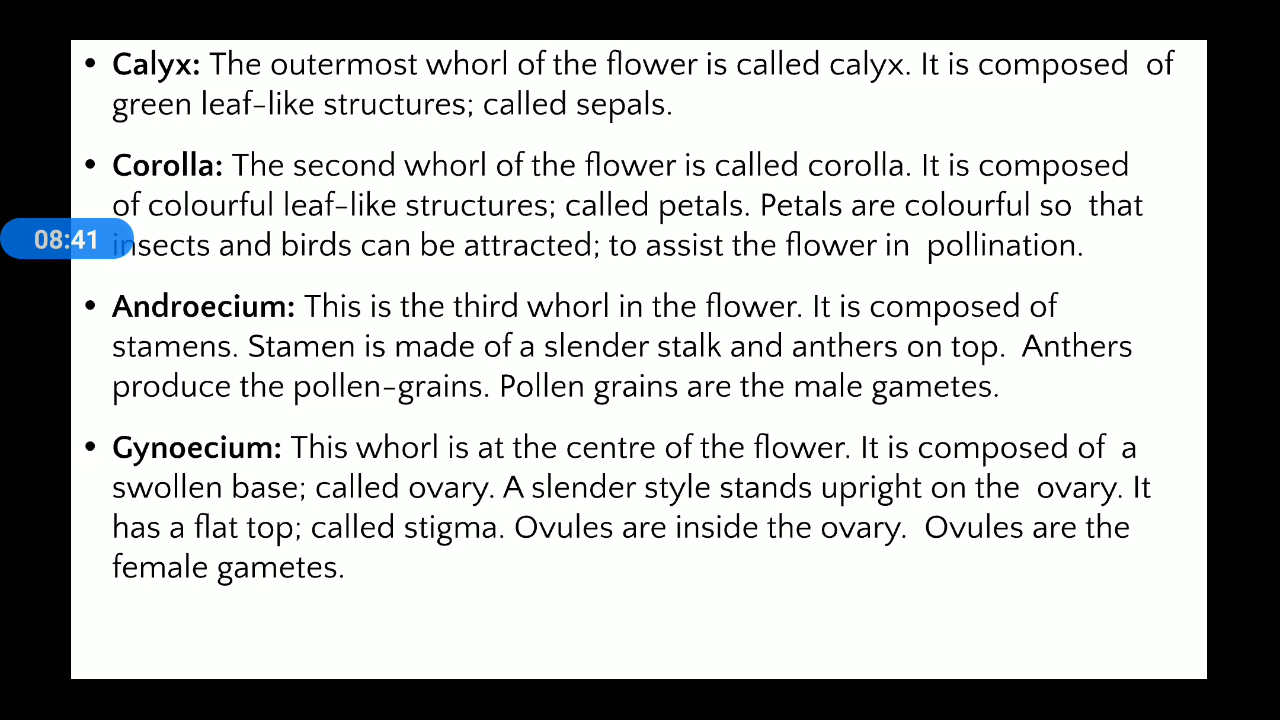 • Calyx: The outermost whorl of the flower is called calyx. It is composed of
green leaf-like structures; called sepals.
• Corolla: The second whorl of the flower is called corolla. It is composed
of colourful leaf-like structures; called petals. Petals are colourful so that
08:41
insects and birds can be attracted; to assist the flower in pollination.
• Androecium: This is the third whorl in the flower. It is composed of
stamens. Stamen is made of a slender stalk and anthers on top. Anthers
produce the pollen-grains. Pollen grains are the male gametes.
• Gynoecium: This whorl is at the centre of the flower. It is composed of a
swollen base; called ovary. A slender style stands upright on the ovary. It
has a flat top; called stigma. Ovules are inside the ovary. Ovules are the
female gametes.